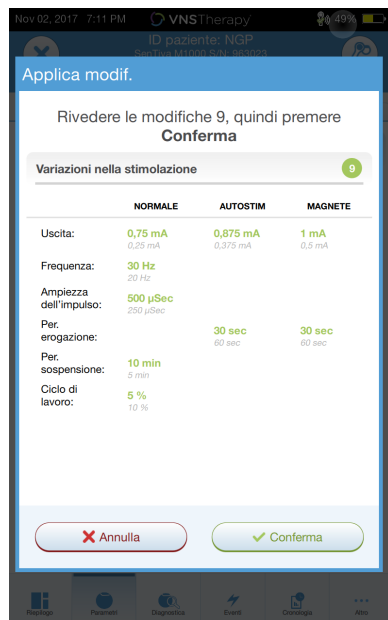 Nov 02, 2017 7:11 PM VNSTherapy 49%
ID paziente: NGP
SenTiva M1000 S/N: 963023
Applica modif.
Rivedere le modifiche 9, quindi premere
Conferma
Variazioni nella stimolazione 9
NORMALE AUTOSTIM MAGNETE
Uscita: 0,75 mA 0,875 mA 1 mA
0,25 mA 0,375 mA 0,5 mA
Frequenza: 30 Hz
20 Hz
Ampiezza
dell'impulso: 500 µSec
250 µSec
Per.
erogazione: 30 sec 30 sec
60 sec 60 sec
Per.
sospensione: 10 min
5 min
Ciclo di
lavoro: 5 %
10 %
Annulla Conferma
Riepilogo Parametri Diagnostica Eventi Cronologia Altro